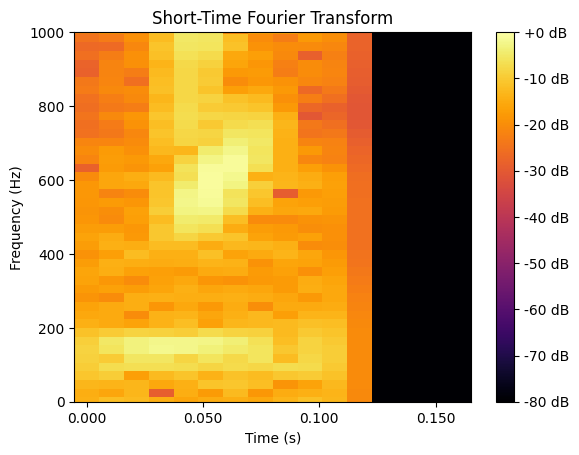 Short-Time Fourier Transform
Frequency (Hz)
1000
800
600
400
200
0
0.000
0.050
0.100
0.150
Time (s)
+0 dB
-10 dB
-20 dB
-30 dB
-40 dB
-50 dB
-60 dB
-70 dB
-80 dB